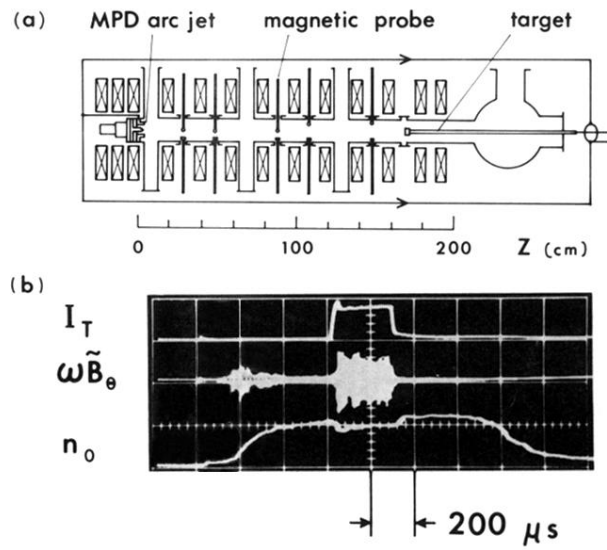 (a) MPD arc jet magnetic probe target
0 100 200 Z (cm)
(b)
I_T
ωB̃_θ
n_0
200 μs